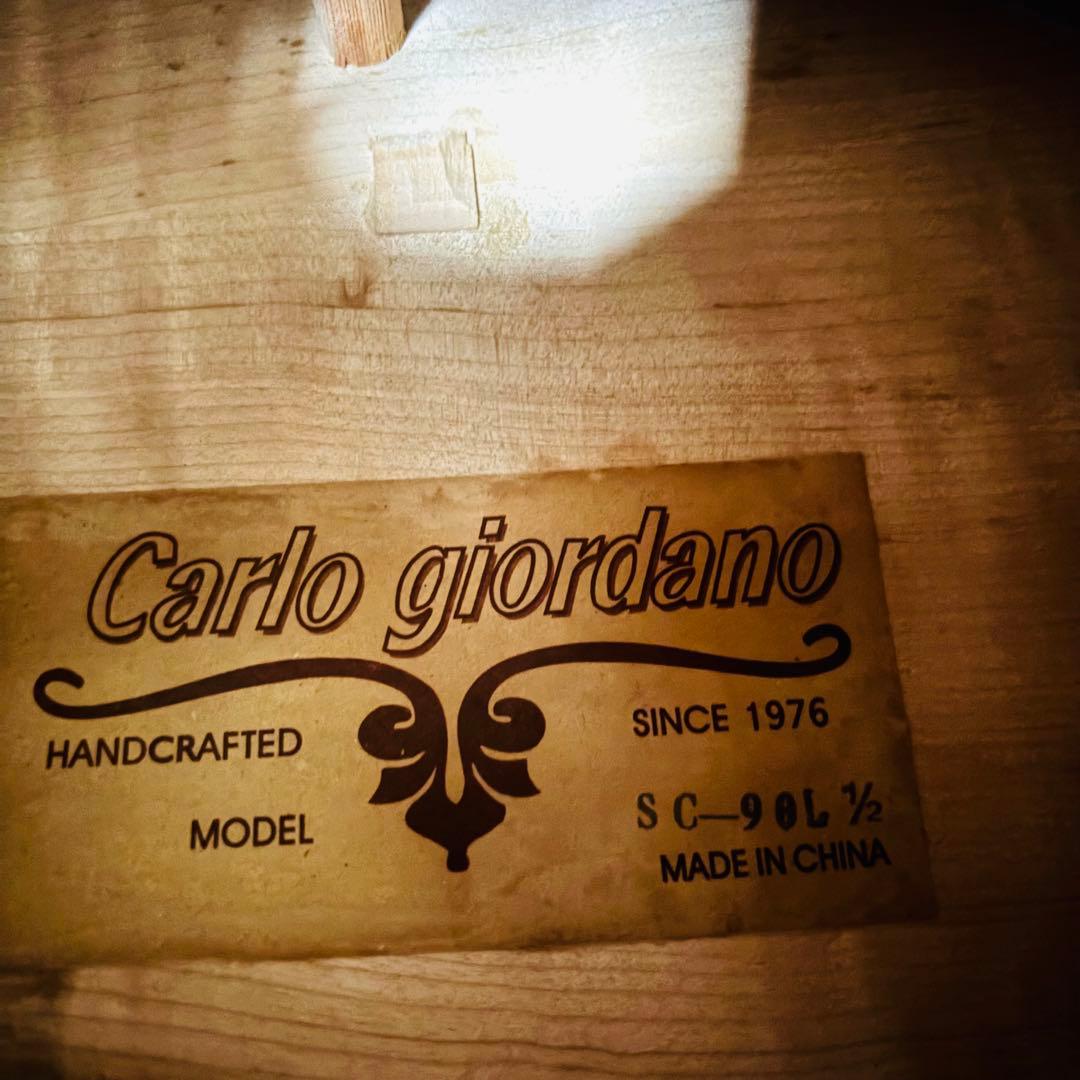 Carlo giordano
HANDCRAFTED
SINCE 1976
MODEL
SC-90L ½
MADE IN CHINA